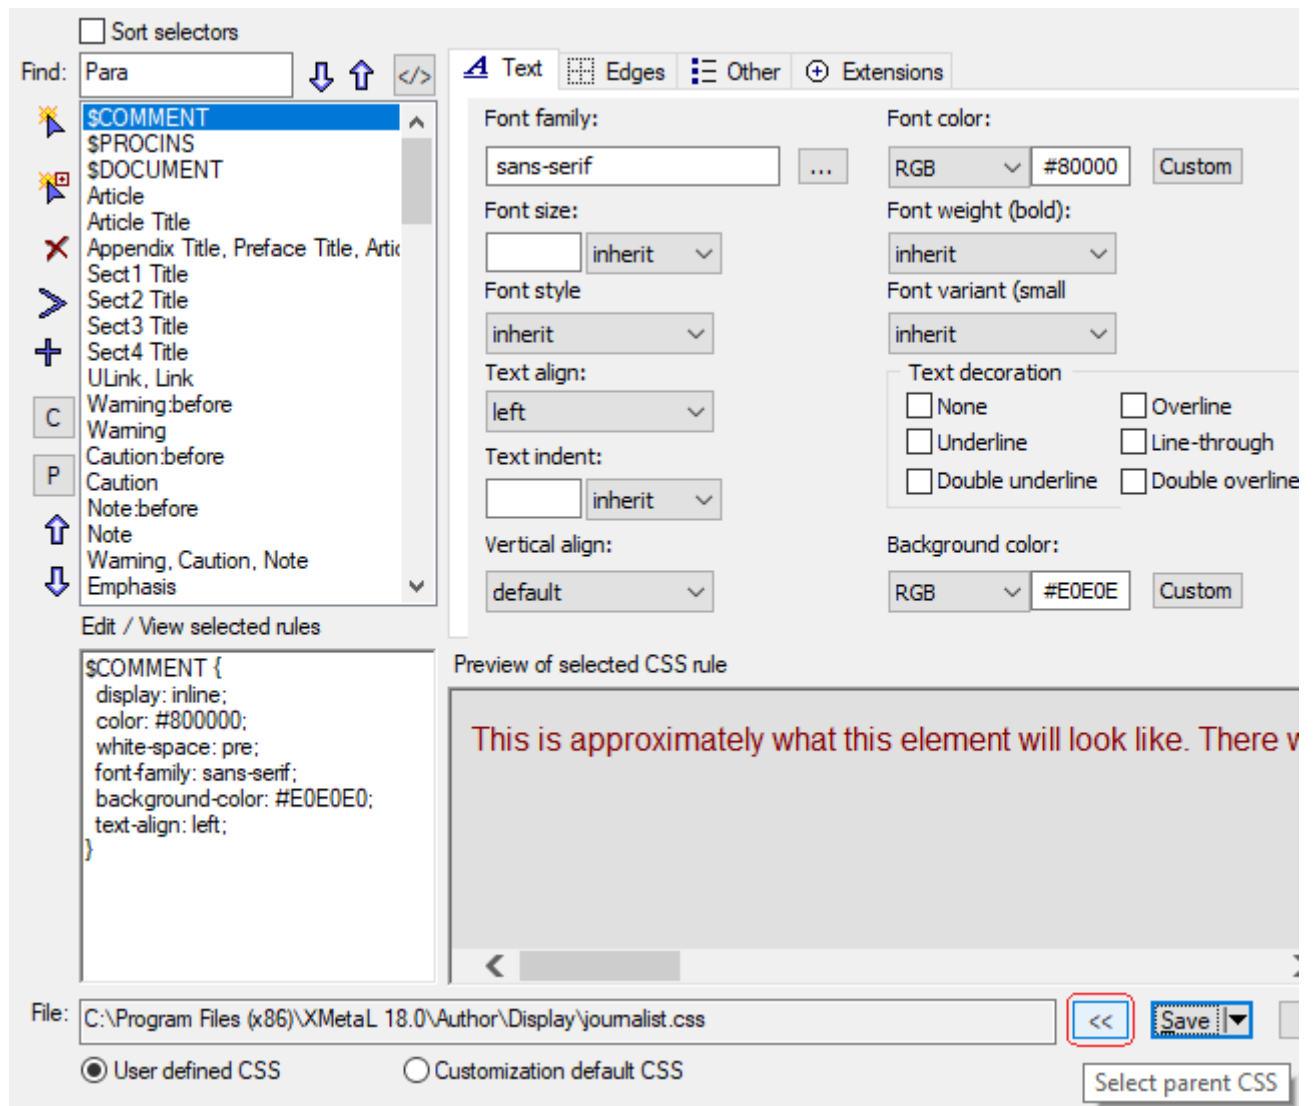 Sort selectors
Find: Para </>
Text Edges Other Extensions
$COMMENT
$PROCINS
$DOCUMENT
Article
Article Title
Appendix Title, Preface Title, Artic
Sect1 Title
Sect2 Title
Sect3 Title
Sect4 Title
ULink, Link
Warning:before
Warning
Caution:before
Caution
Note:before
Note
Warning, Caution, Note
Emphasis
C
P
Font family:
sans-serif ...
Font size:
inherit
Font style
inherit
Text align:
left
Text indent:
inherit
Vertical align:
default
Font color:
RGB #80000 Custom
Font weight (bold):
inherit
Font variant (small
inherit
Text decoration
None Overline
Underline Line-through
Double underline Double overline
Background color:
RGB #E0E0E Custom
Edit / View selected rules
$COMMENT {
display: inline;
color: #800000;
white-space: pre;
font-family: sans-serif;
background-color: #E0E0E0;
text-align: left;
}
Preview of selected CSS rule
This is approximately what this element will look like. There w
File: C:\Program Files (x86)\XMetaL 18.0\Author\Display\journalist.css << Save
User defined CSS Customization default CSS
Select parent CSS